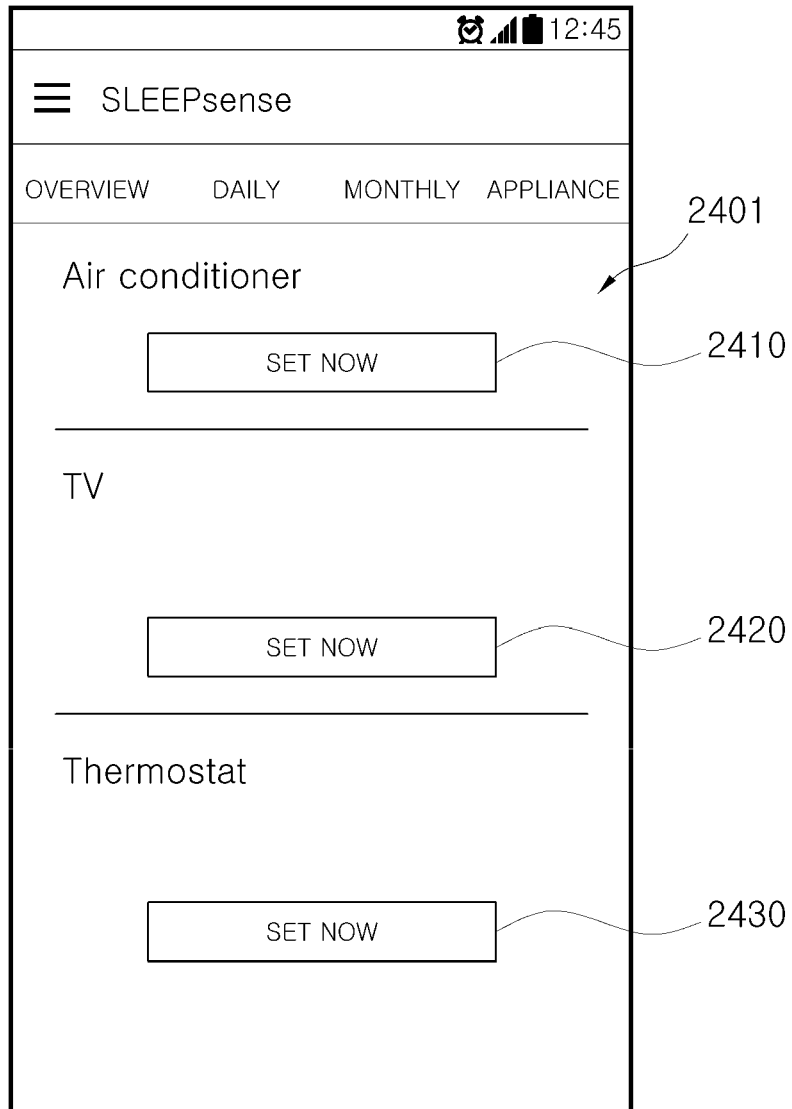 12:45
SLEEPsense
OVERVIEW DAILY MONTHLY APPLIANCE
2401
Air conditioner
SET NOW
2410
TV
SET NOW
2420
Thermostat
SET NOW
2430